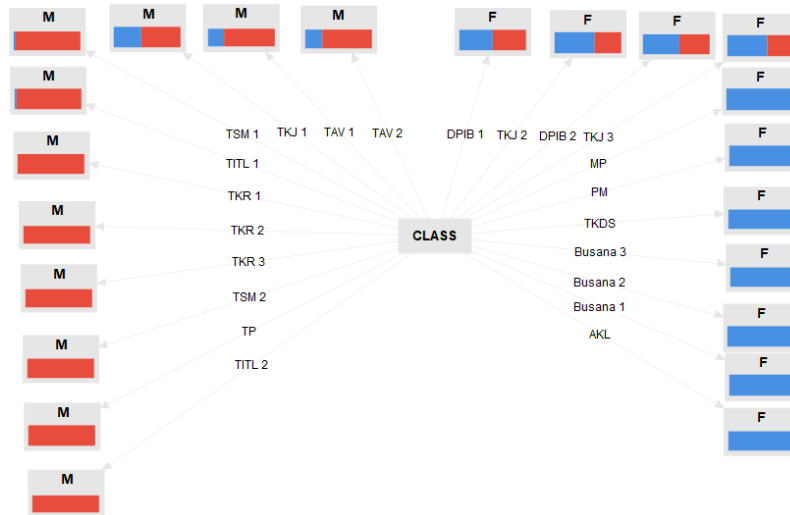 M
M
M
M
F
F
F
F
M
F
TSM 1
TKJ 1
TAV 1
TAV 2
DPIB 1
TKJ 2
DPIB 2
TKJ 3
M
TITL 1
MP
F
TKR 1
PM
M
TKR 2
CLASS
TKDS
F
M
TKR 3
Busana 3
F
TSM 2
Busana 2
M
TP
Busana 1
F
TITL 2
AKL
F
M
F
M